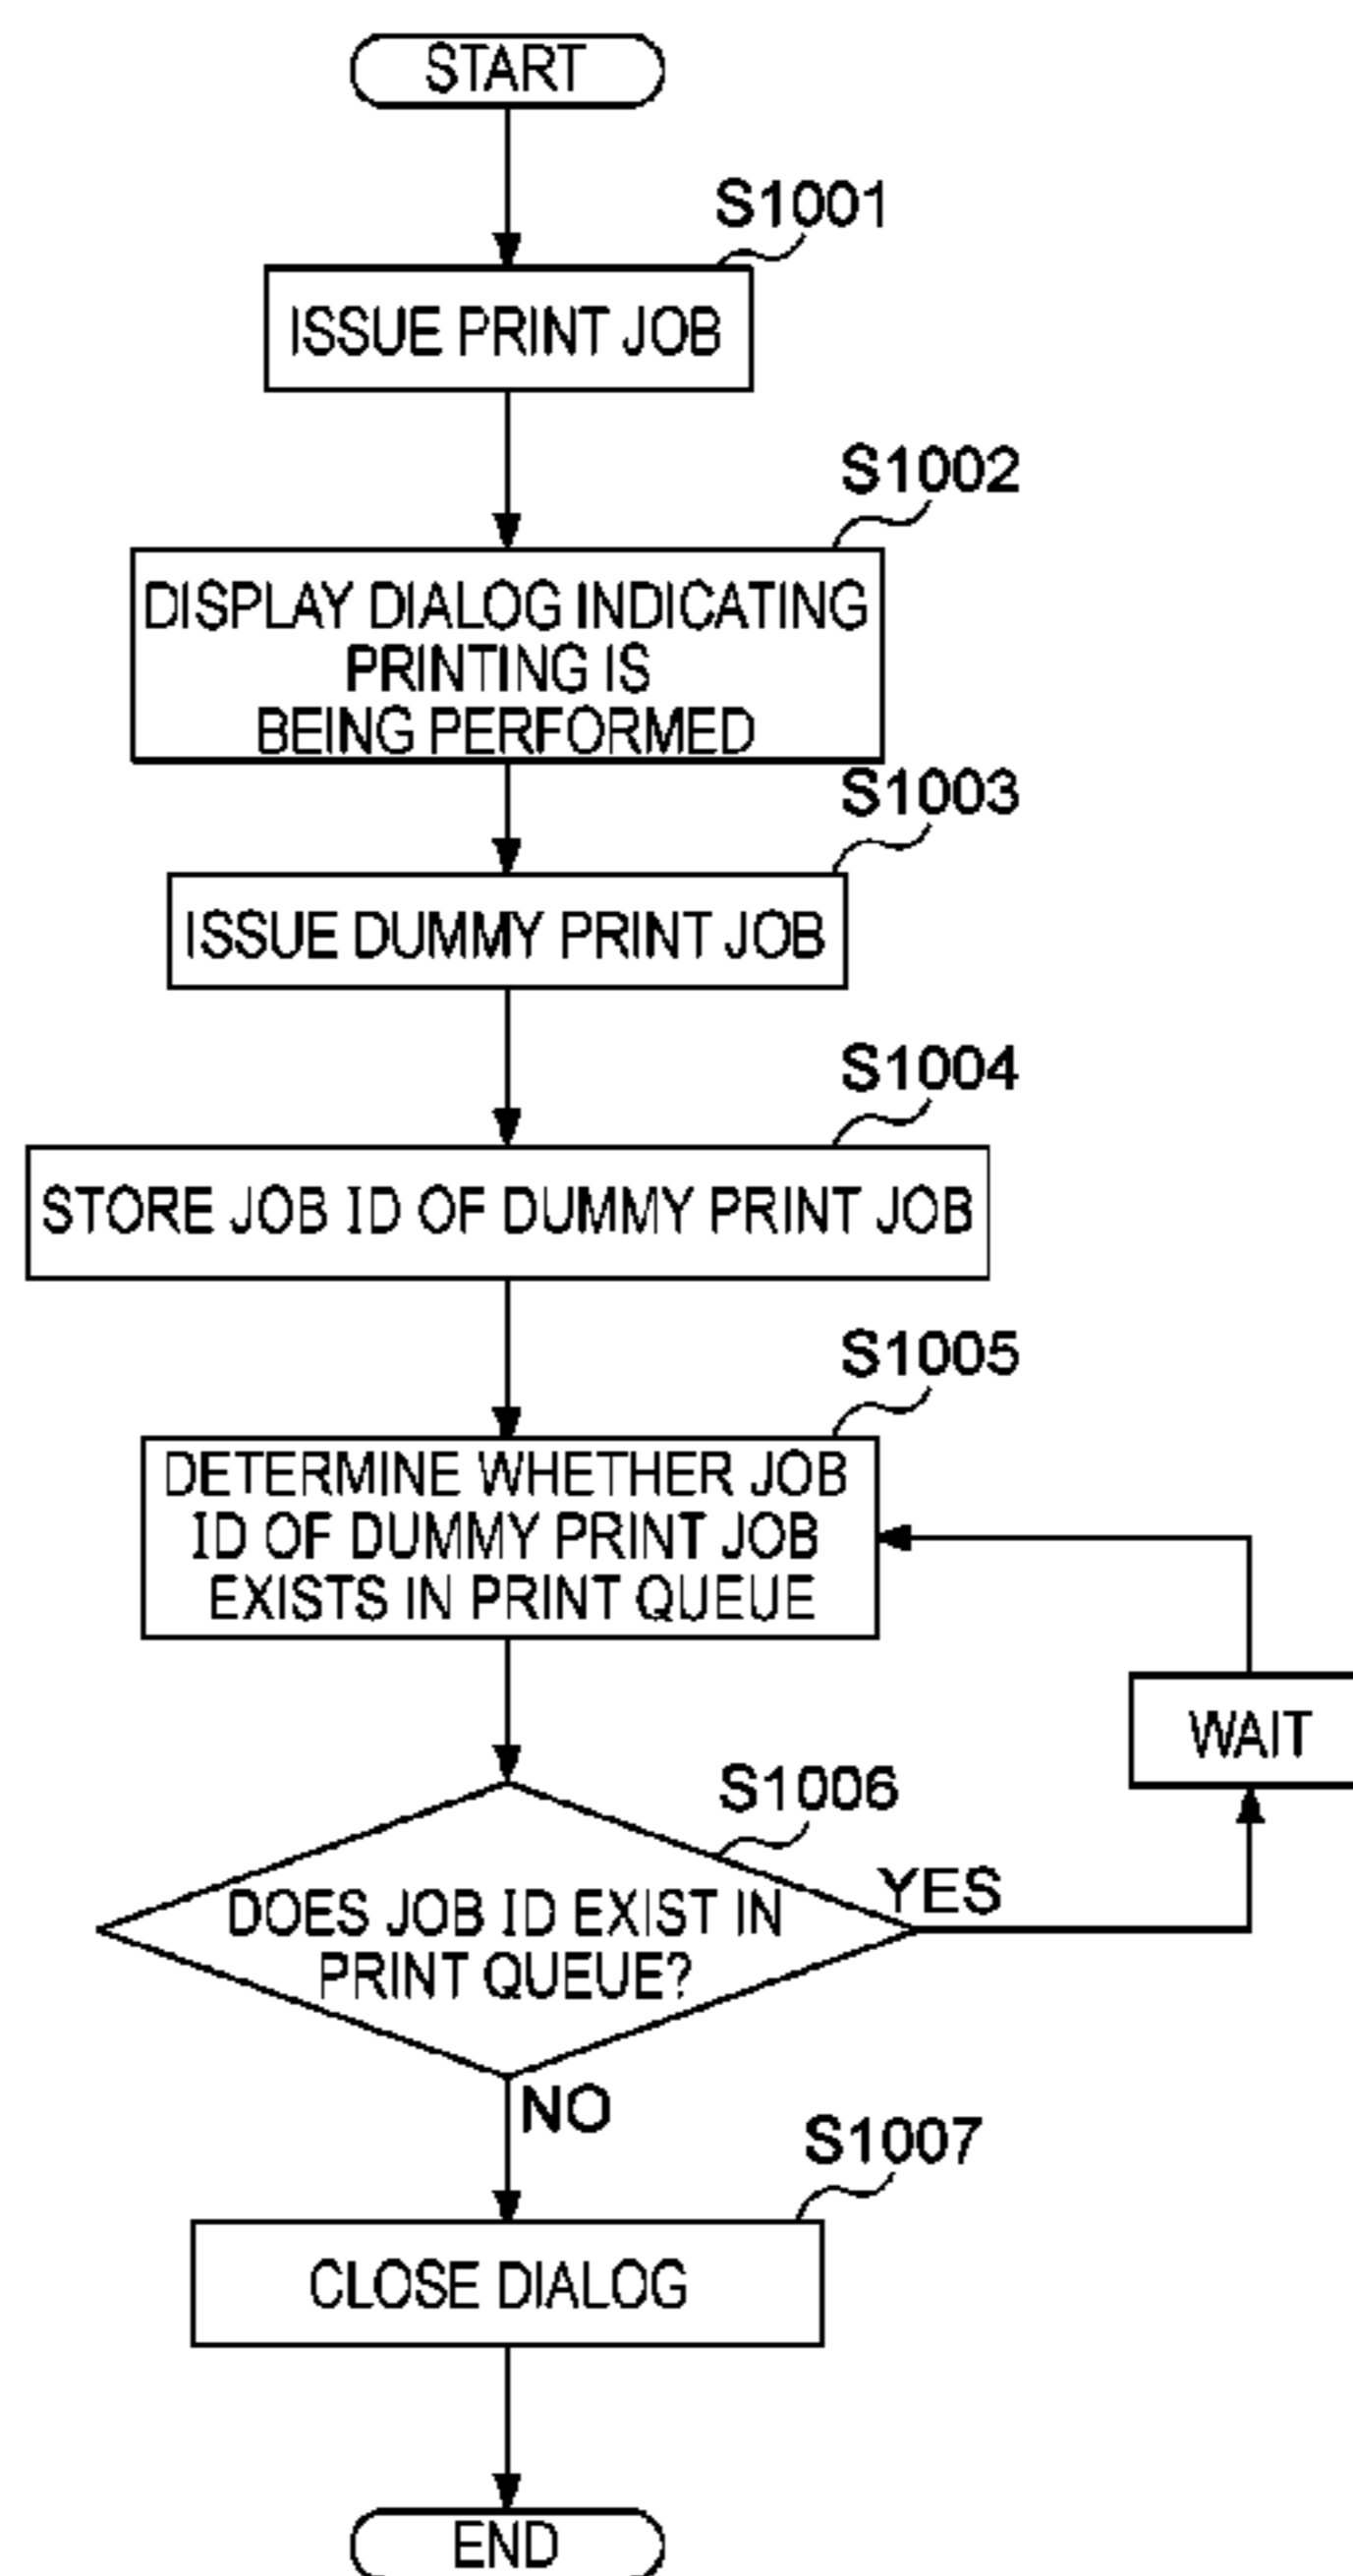 START
S1001
ISSUE PRINT JOB
S1002
DISPLAY DIALOG INDICATING
PRINTING IS
BEING PERFORMED
S1003
ISSUE DUMMY PRINT JOB
S1004
STORE JOB ID OF DUMMY PRINT JOB
S1005
DETERMINE WHETHER JOB
ID OF DUMMY PRINT JOB
EXISTS IN PRINT QUEUE
WAIT
S1006
DOES JOB ID EXIST IN
PRINT QUEUE?
YES
NO
S1007
CLOSE DIALOG
END